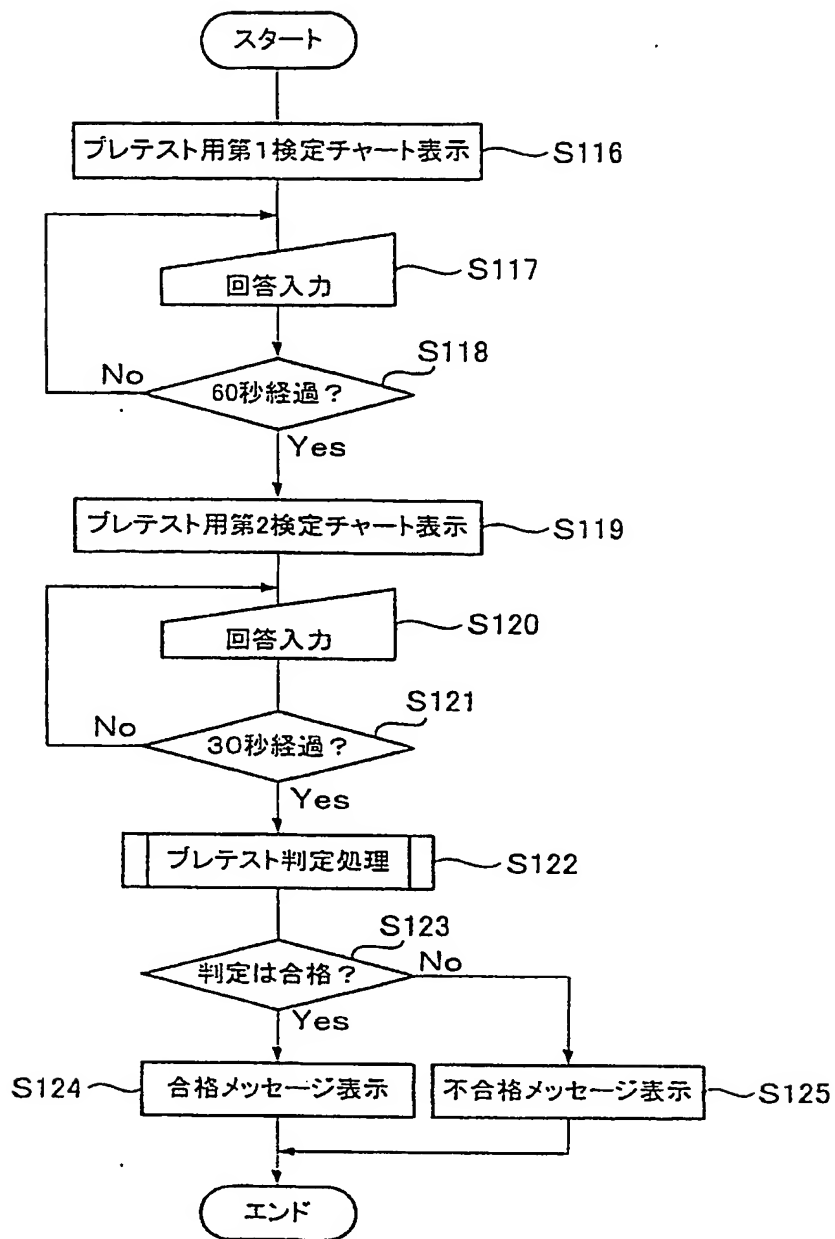 スタート
プレテスト用第1検定チャート表示
S116
回答入力
S117
60秒経過?
S118
No
Yes
プレテスト用第2検定チャート表示
S119
回答入力
S120
30秒経過?
S121
No
Yes
プレテスト判定処理
S122
判定は合格?
S123
No
Yes
S124
合格メッセージ表示
不合格メッセージ表示
S125
エンド